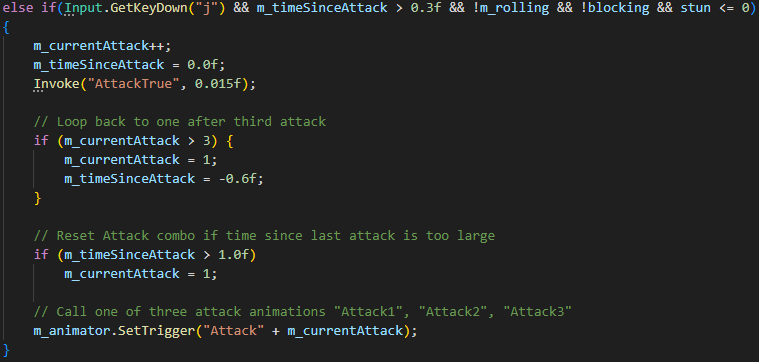 else if(Input.GetKeyDown("j") && m_timeSinceAttack > 0.3f && !m_rolling && !blocking && stun <= 0)
{
    m_currentAttack++;
    m_timeSinceAttack = 0.0f;
    Invoke("AttackTrue", 0.015f);

    // Loop back to one after third attack
    if (m_currentAttack > 3) {
        m_currentAttack = 1;
        m_timeSinceAttack = -0.6f;
    }

    // Reset Attack combo if time since last attack is too large
    if (m_timeSinceAttack > 1.0f)
        m_currentAttack = 1;

    // Call one of three attack animations "Attack1", "Attack2", "Attack3"
    m_animator.SetTrigger("Attack" + m_currentAttack);
}